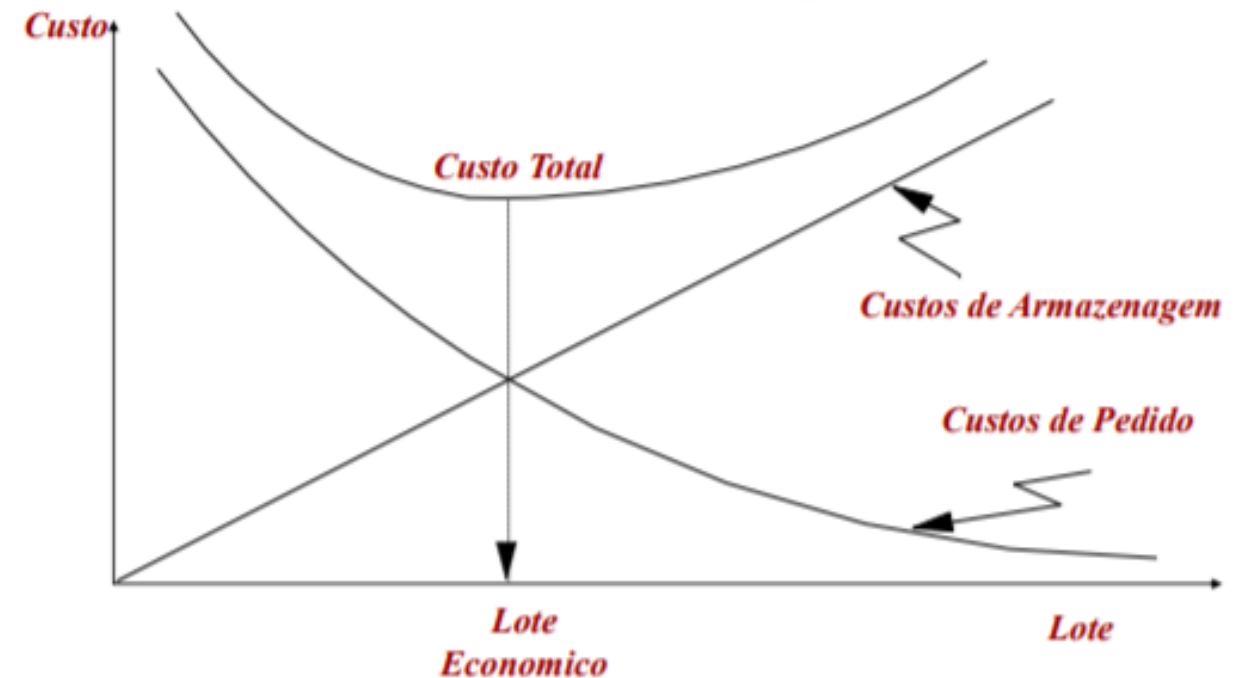 Custo
Custo Total
Custos de Armazenagem
Custos de Pedido
Lote
Economico
Lote